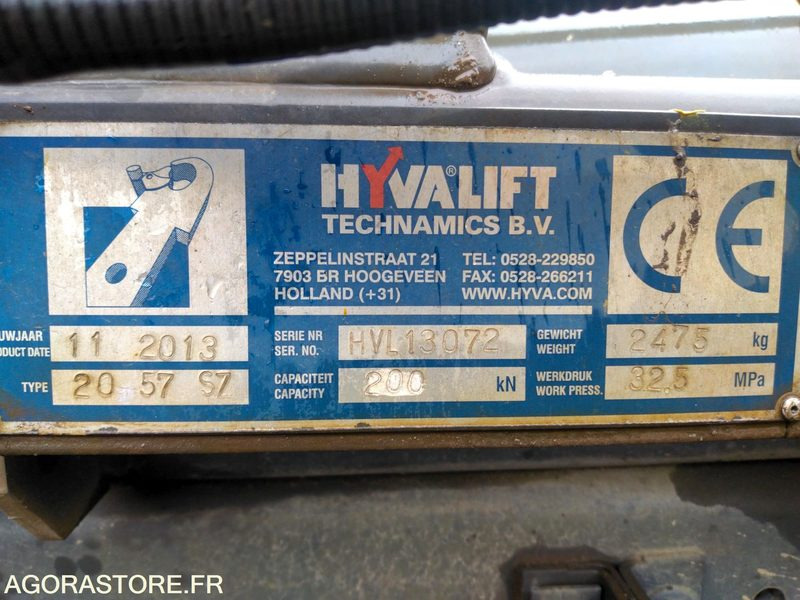 HYVALIFT®
TECHNAMICS B.V.
ZEPPELINSTRAAT 21 TEL: 0528-229850
7903 BR HOOGEVEEN FAX: 0528-266211
HOLLAND (+31) WWW.HYVA.COM
CE
UWJAAR 11 2013 SERIE NR HVL13072 GEWICHT 2475 kg
ODUCT DATE SER. NO. WEIGHT
TYPE 20 57 SZ CAPACITEIT 200 kN WERKDRUK 32.5 MPa
CAPACITY WORK PRESS.
AGORASTORE.FR